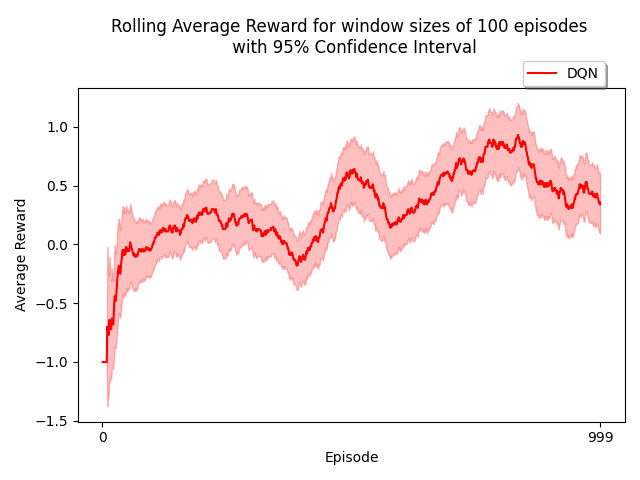 Rolling Average Reward for window sizes of 100 episodes
with 95% Confidence Interval
DQN
1.0
0.5
0.0
−0.5
−1.0
−1.5
Average Reward
0
999
Episode